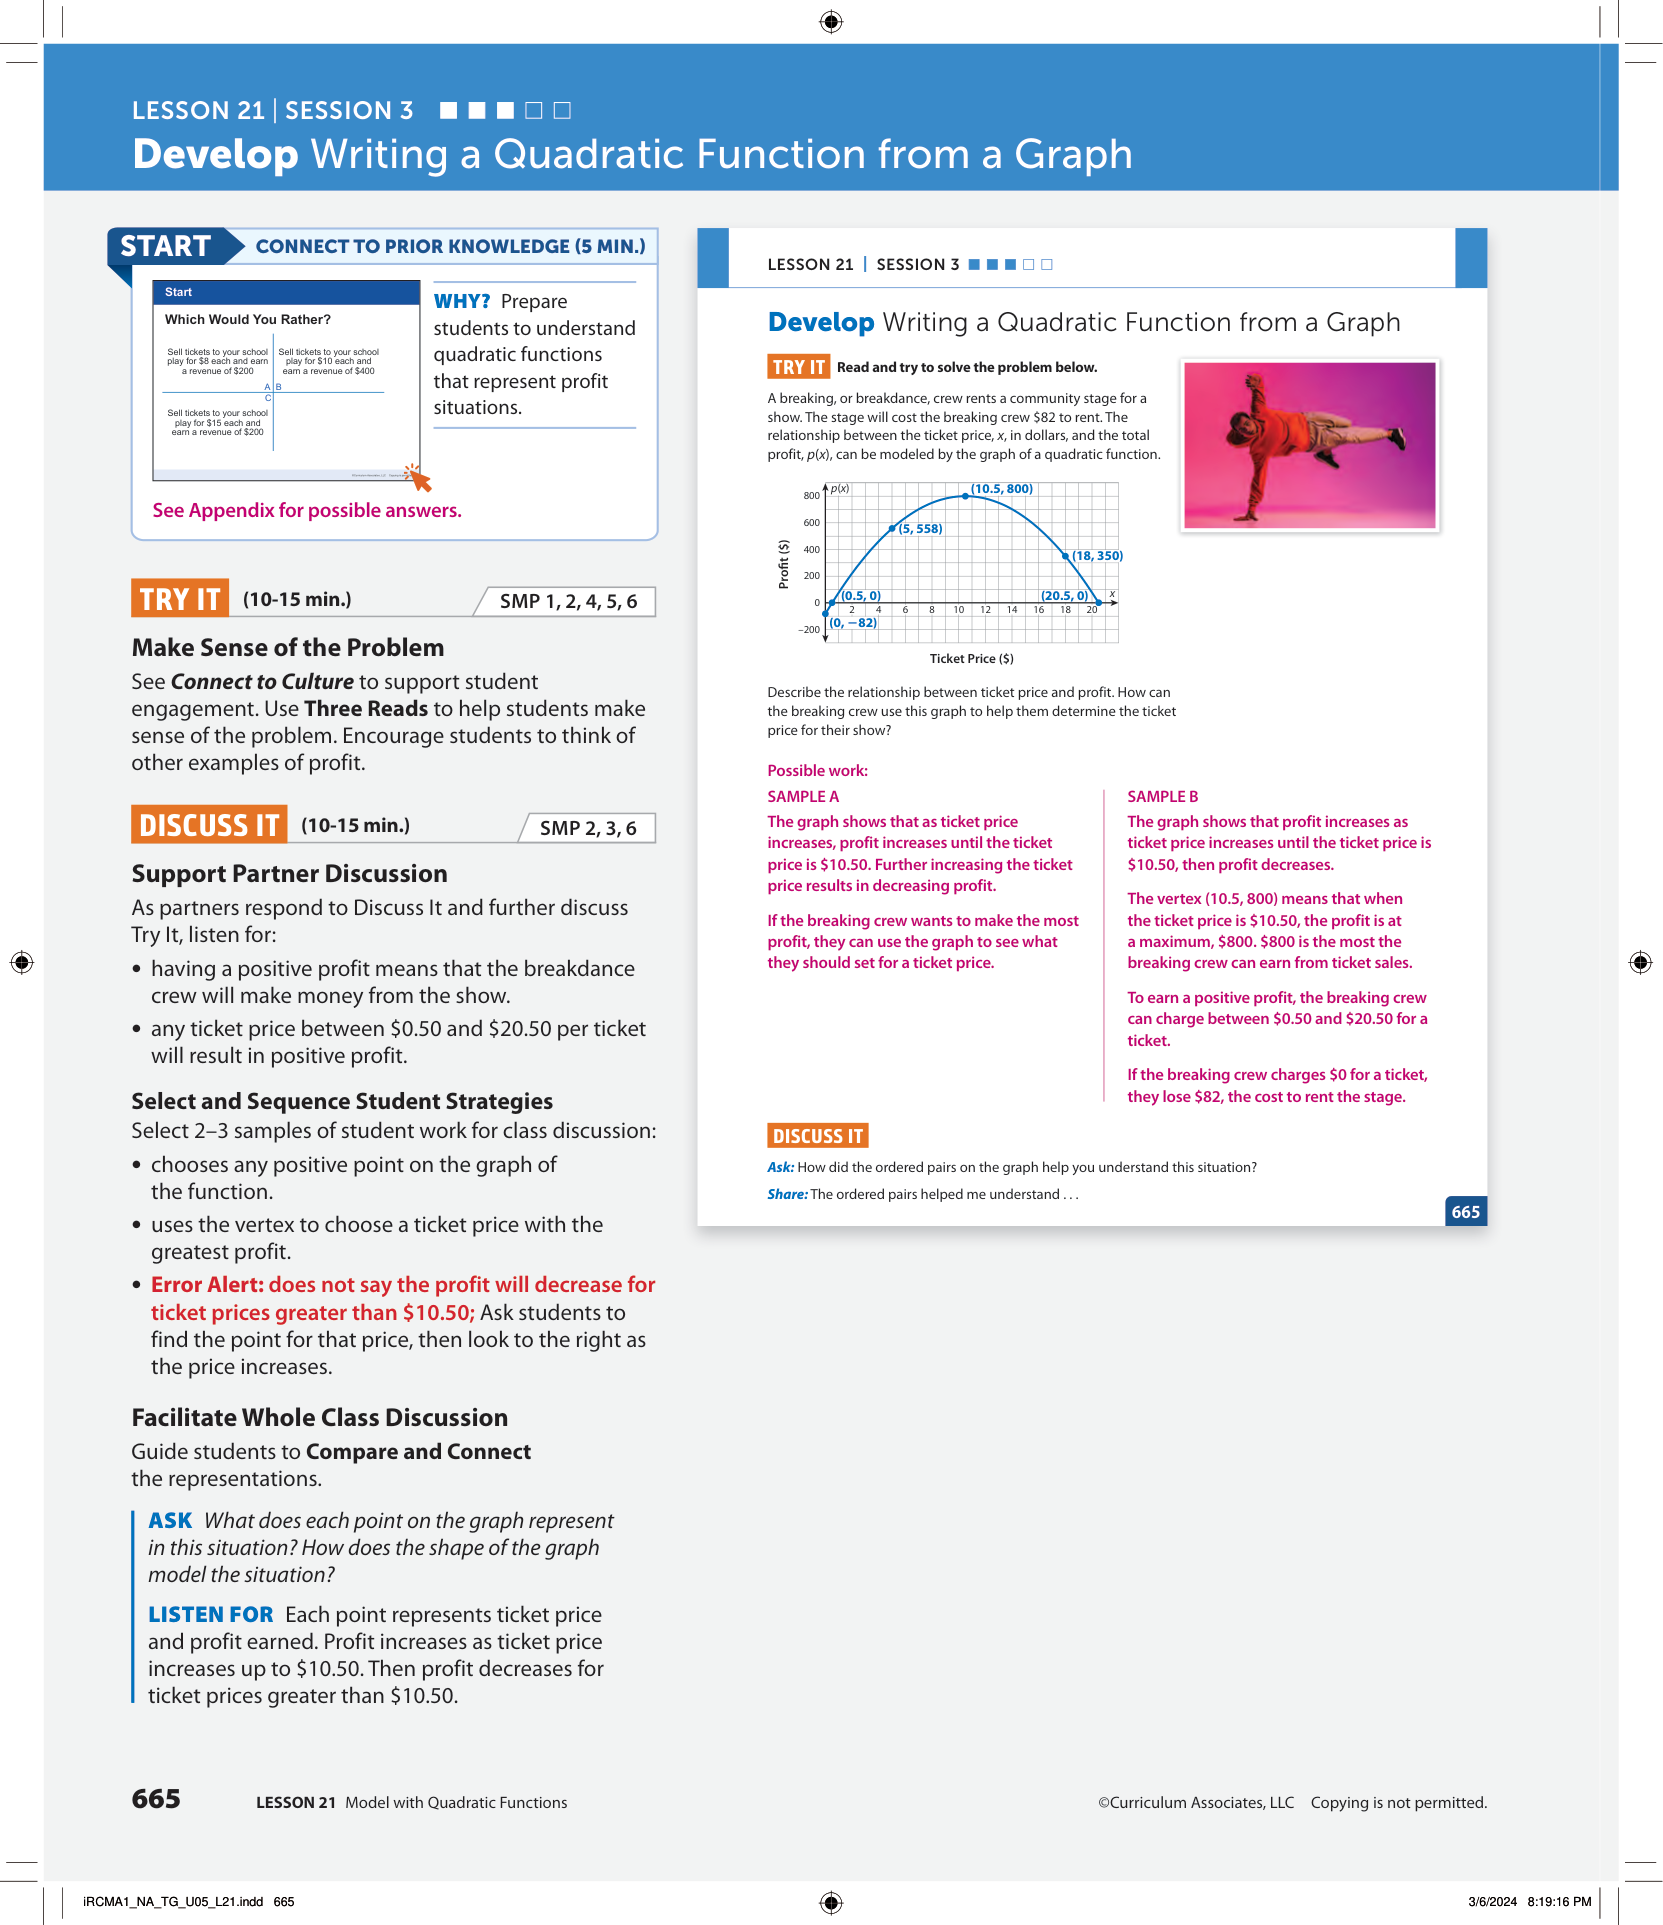 LESSON 21 | SESSION 3
Develop Writing a Quadratic Function from a Graph
START CONNECT TO PRIOR KNOWLEDGE (5 MIN.)
Start
Which Would You Rather?
Sell tickets to your school
play for $8 each and earn
a revenue of $200
Sell tickets to your school
play for $10 each and
earn a revenue of $400
A B
C
Sell tickets to your school
play for $15 each and
earn a revenue of $200
WHY? Prepare
students to understand
quadratic functions
that represent profit
situations.
See Appendix for possible answers.
TRY IT (10-15 min.) SMP 1, 2, 4, 5, 6
Make Sense of the Problem
See Connect to Culture to support student
engagement. Use Three Reads to help students make
sense of the problem. Encourage students to think of
other examples of profit.
DISCUSS IT (10-15 min.) SMP 2, 3, 6
Support Partner Discussion
As partners respond to Discuss It and further discuss
Try It, listen for:
• having a positive profit means that the breakdance
crew will make money from the show.
• any ticket price between $0.50 and $20.50 per ticket
will result in positive profit.
Select and Sequence Student Strategies
Select 2–3 samples of student work for class discussion:
• chooses any positive point on the graph of
the function.
• uses the vertex to choose a ticket price with the
greatest profit.
• Error Alert: does not say the profit will decrease for
ticket prices greater than $10.50; Ask students to
find the point for that price, then look to the right as
the price increases.
Facilitate Whole Class Discussion
Guide students to Compare and Connect
the representations.
ASK What does each point on the graph represent
in this situation? How does the shape of the graph
model the situation?
LISTEN FOR Each point represents ticket price
and profit earned. Profit increases as ticket price
increases up to $10.50. Then profit decreases for
ticket prices greater than $10.50.
LESSON 21 | SESSION 3
Develop Writing a Quadratic Function from a Graph
TRY IT Read and try to solve the problem below.
A breaking, or breakdance, crew rents a community stage for a
show. The stage will cost the breaking crew $82 to rent. The
relationship between the ticket price, x, in dollars, and the total
profit, p(x), can be modeled by the graph of a quadratic function.
p(x)
800
600
400
200
0
–200
Profit ($)
(10.5, 800)
(5, 558)
(18, 350)
(0.5, 0)
(20.5, 0)
x
2 4 6 8 10 12 14 16 18 20
(0, −82)
Ticket Price ($)
Describe the relationship between ticket price and profit. How can
the breaking crew use this graph to help them determine the ticket
price for their show?
Possible work:
SAMPLE A
The graph shows that as ticket price
increases, profit increases until the ticket
price is $10.50. Further increasing the ticket
price results in decreasing profit.
If the breaking crew wants to make the most
profit, they can use the graph to see what
they should set for a ticket price.
SAMPLE B
The graph shows that profit increases as
ticket price increases until the ticket price is
$10.50, then profit decreases.
The vertex (10.5, 800) means that when
the ticket price is $10.50, the profit is at
a maximum, $800. $800 is the most the
breaking crew can earn from ticket sales.
To earn a positive profit, the breaking crew
can charge between $0.50 and $20.50 for a
ticket.
If the breaking crew charges $0 for a ticket,
they lose $82, the cost to rent the stage.
DISCUSS IT
Ask: How did the ordered pairs on the graph help you understand this situation?
Share: The ordered pairs helped me understand . . .
665
665 LESSON 21 Model with Quadratic Functions
©Curriculum Associates, LLC Copying is not permitted.
iRCMA1_NA_TG_U05_L21.indd 665
3/6/2024 8:19:16 PM